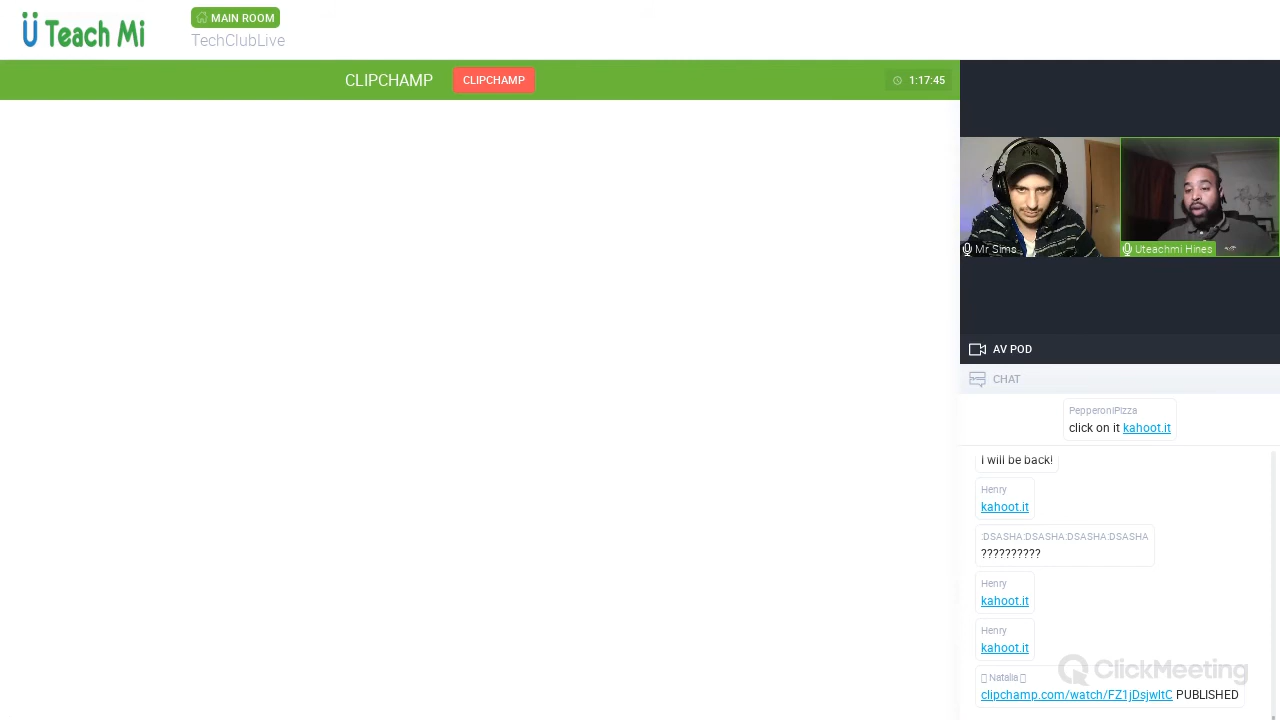 Ü Teach Mi
MAIN ROOM
TechClubLive
CLIPCHAMP
CLIPCHAMP
1:17:45
Mr Sims
Uteachmi Hines
AV POD
CHAT
PepperoniPizza
click on it kahoot.it
I will be back!
Henry
kahoot.it
:DSASHA:DSASHA:DSASHA:DSASHA
??????????
Henry
kahoot.it
Henry
kahoot.it
ClickMeeting
Natalia
clipchamp.com/watch/FZ1jDsjwltC PUBLISHED